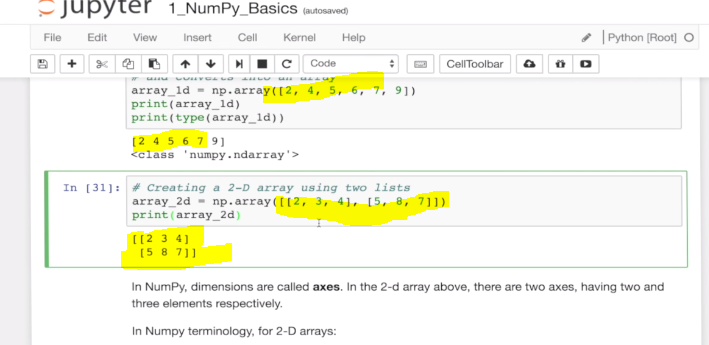 jupyter 1_NumPy_Basics (autosaved)
File Edit View Insert Cell Kernel Help Python [Root]
Code CellToolbar
# and converts into an array
array_1d = np.array([2, 4, 5, 6, 7, 9])
print(array_1d)
print(type(array_1d))
[2 4 5 6 7 9]
<class 'numpy.ndarray'>
In [31]: # Creating a 2-D array using two lists
array_2d = np.array([[2, 3, 4], [5, 8, 7]])
print(array_2d)
[[2 3 4]
[5 8 7]]
In NumPy, dimensions are called axes. In the 2-d array above, there are two axes, having two and
three elements respectively.
In Numpy terminology, for 2-D arrays: